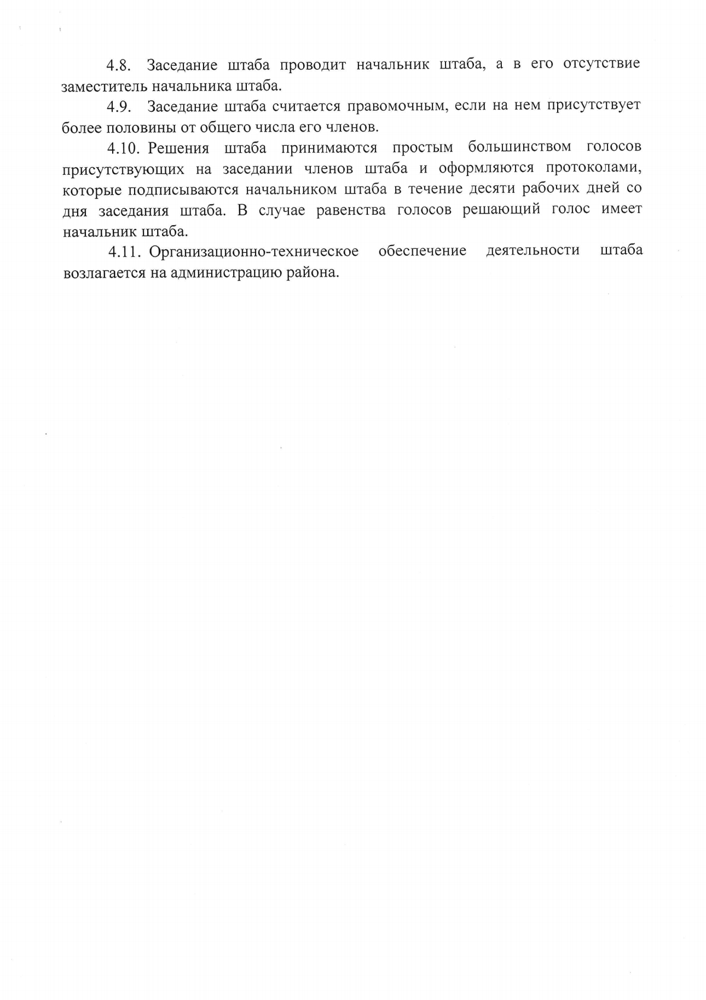 4.8. Заседание штаба проводит начальник штаба, а в его отсутствие
заместитель начальника штаба.
4.9. Заседание штаба считается правомочным, если на нем присутствует
более половины от общего числа его членов.
4.10. Решения штаба принимаются простым большинством голосов
присутствующих на заседании членов штаба и оформляются протоколами,
которые подписываются начальником штаба в течение десяти рабочих дней со
дня заседания штаба. В случае равенства голосов решающий голос имеет
начальник штаба.
4.11. Организационно-техническое обеспечение деятельности штаба
возлагается на администрацию района.